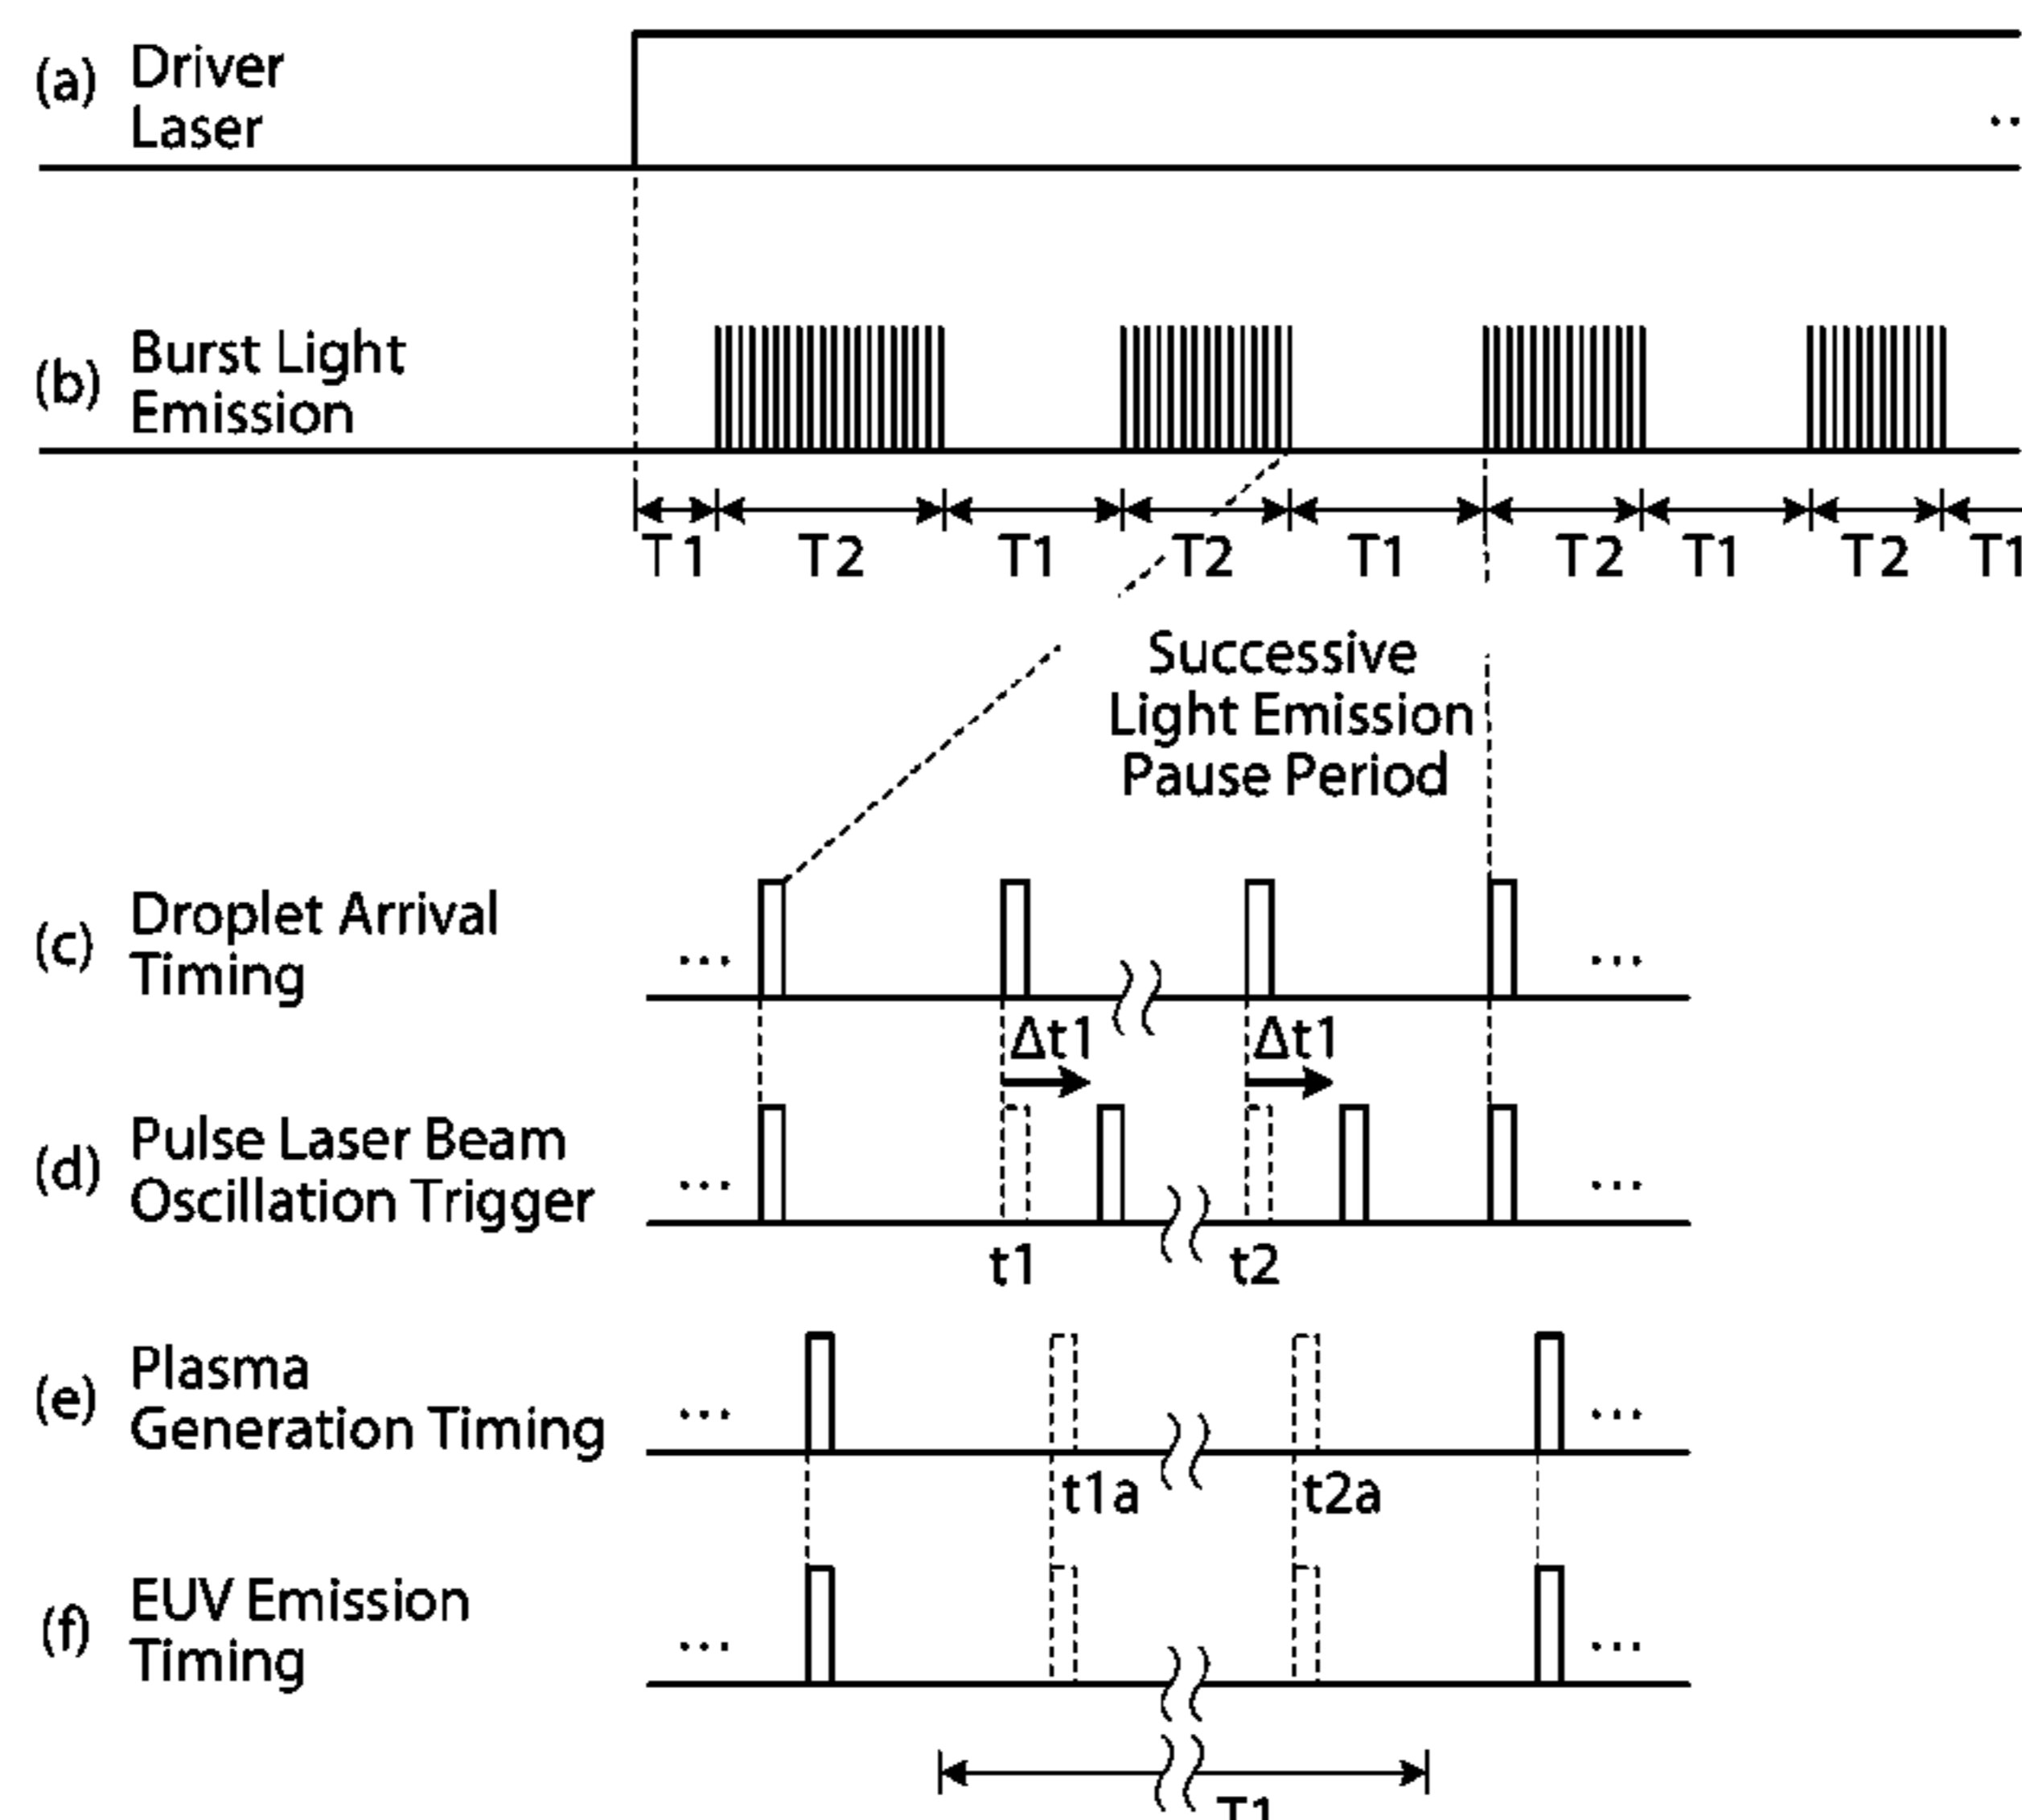 (a) Driver
Laser
..
(b) Burst Light
Emission
T1 T2 T1 T2 T1 T2 T1 T2 T1
Successive
Light Emission
Pause Period
(c) Droplet Arrival
Timing
... ...
Δt1 Δt1
(d) Pulse Laser Beam
Oscillation Trigger
... ...
t1 t2
(e) Plasma
Generation Timing
... ...
t1a t2a
(f) EUV Emission
Timing
... ...
T1